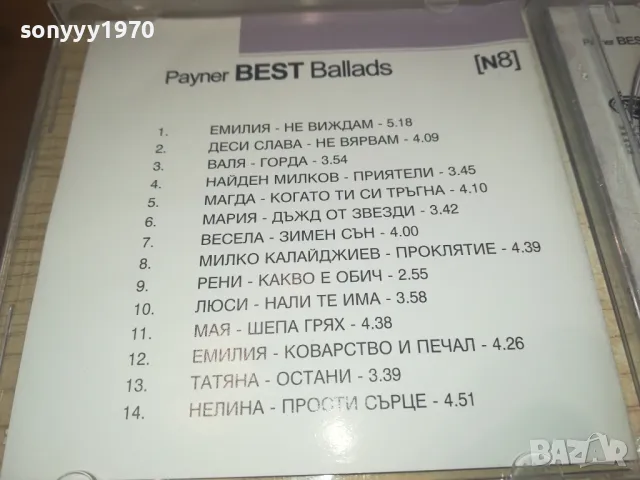 sonyyy1970
Payner BEST Ballads [N8]
Payner BES
1. ЕМИЛИЯ - НЕ ВИЖДАМ - 5.18
2. ДЕСИ СЛАВА - НЕ ВЯРВАМ - 4.09
3. ВАЛЯ - ГОРДА - 3.54
4. НАЙДЕН МИЛКОВ - ПРИЯТЕЛИ - 3.45
5. МАГДА - КОГАТО ТИ СИ ТРЪГНА - 4.10
6. МАРИЯ - ДЪЖД ОТ ЗВЕЗДИ - 3.42
7. ВЕСЕЛА - ЗИМЕН СЪН - 4.00
8. МИЛКО КАЛАЙДЖИЕВ - ПРОКЛЯТИЕ - 4.39
9. РЕНИ - КАКВО Е ОБИЧ - 2.55
10. ЛЮСИ - НАЛИ ТЕ ИМА - 3.58
11. МАЯ - ШЕПА ГРЯХ - 4.38
12. ЕМИЛИЯ - КОВАРСТВО И ПЕЧАЛ - 4.26
13. ТАТЯНА - ОСТАНИ - 3.39
14. НЕЛИНА - ПРОСТИ СЪРЦЕ - 4.51
BAZAR